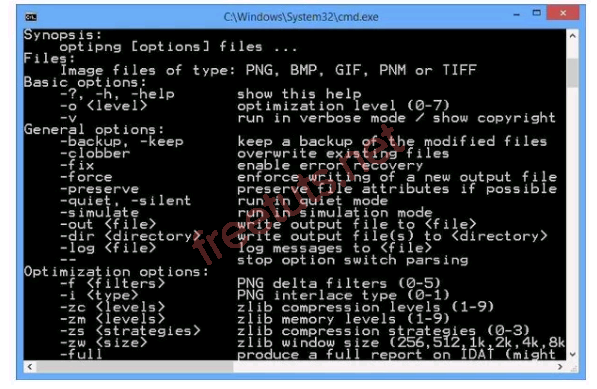 C:\Windows\System32\cmd.exe
Synopsis:
optipng [options] files ...
Files:
Image files of type: PNG, BMP, GIF, PNM or TIFF
Basic options:
-?, -h, -help show this help
-o <level> optimization level (0-7)
-v run in verbose mode / show copyright
General options:
-backup, -keep keep a backup of the modified files
-clobber overwrite existing files
-fix enable error recovery
-force enforce writing of a new output file
-preserve preserve file attributes if possible
-quiet, -silent run in quiet mode
-simulate run in simulation mode
-out <file> write output file to <file>
-dir <directory> write output file(s) to <directory>
-log <file> log messages to <file>
-- stop option switch parsing
Optimization options:
-f <filters> PNG delta filters (0-5)
-i <type> PNG interlace type (0-1)
-zc <levels> zlib compression levels (1-9)
-zm <levels> zlib memory levels (1-9)
-zs <strategies> zlib compression strategies (0-3)
-zw <size> zlib window size (256,512,1k,2k,4k,8k
-full produce a full report on IDAT (might
freetuts.net